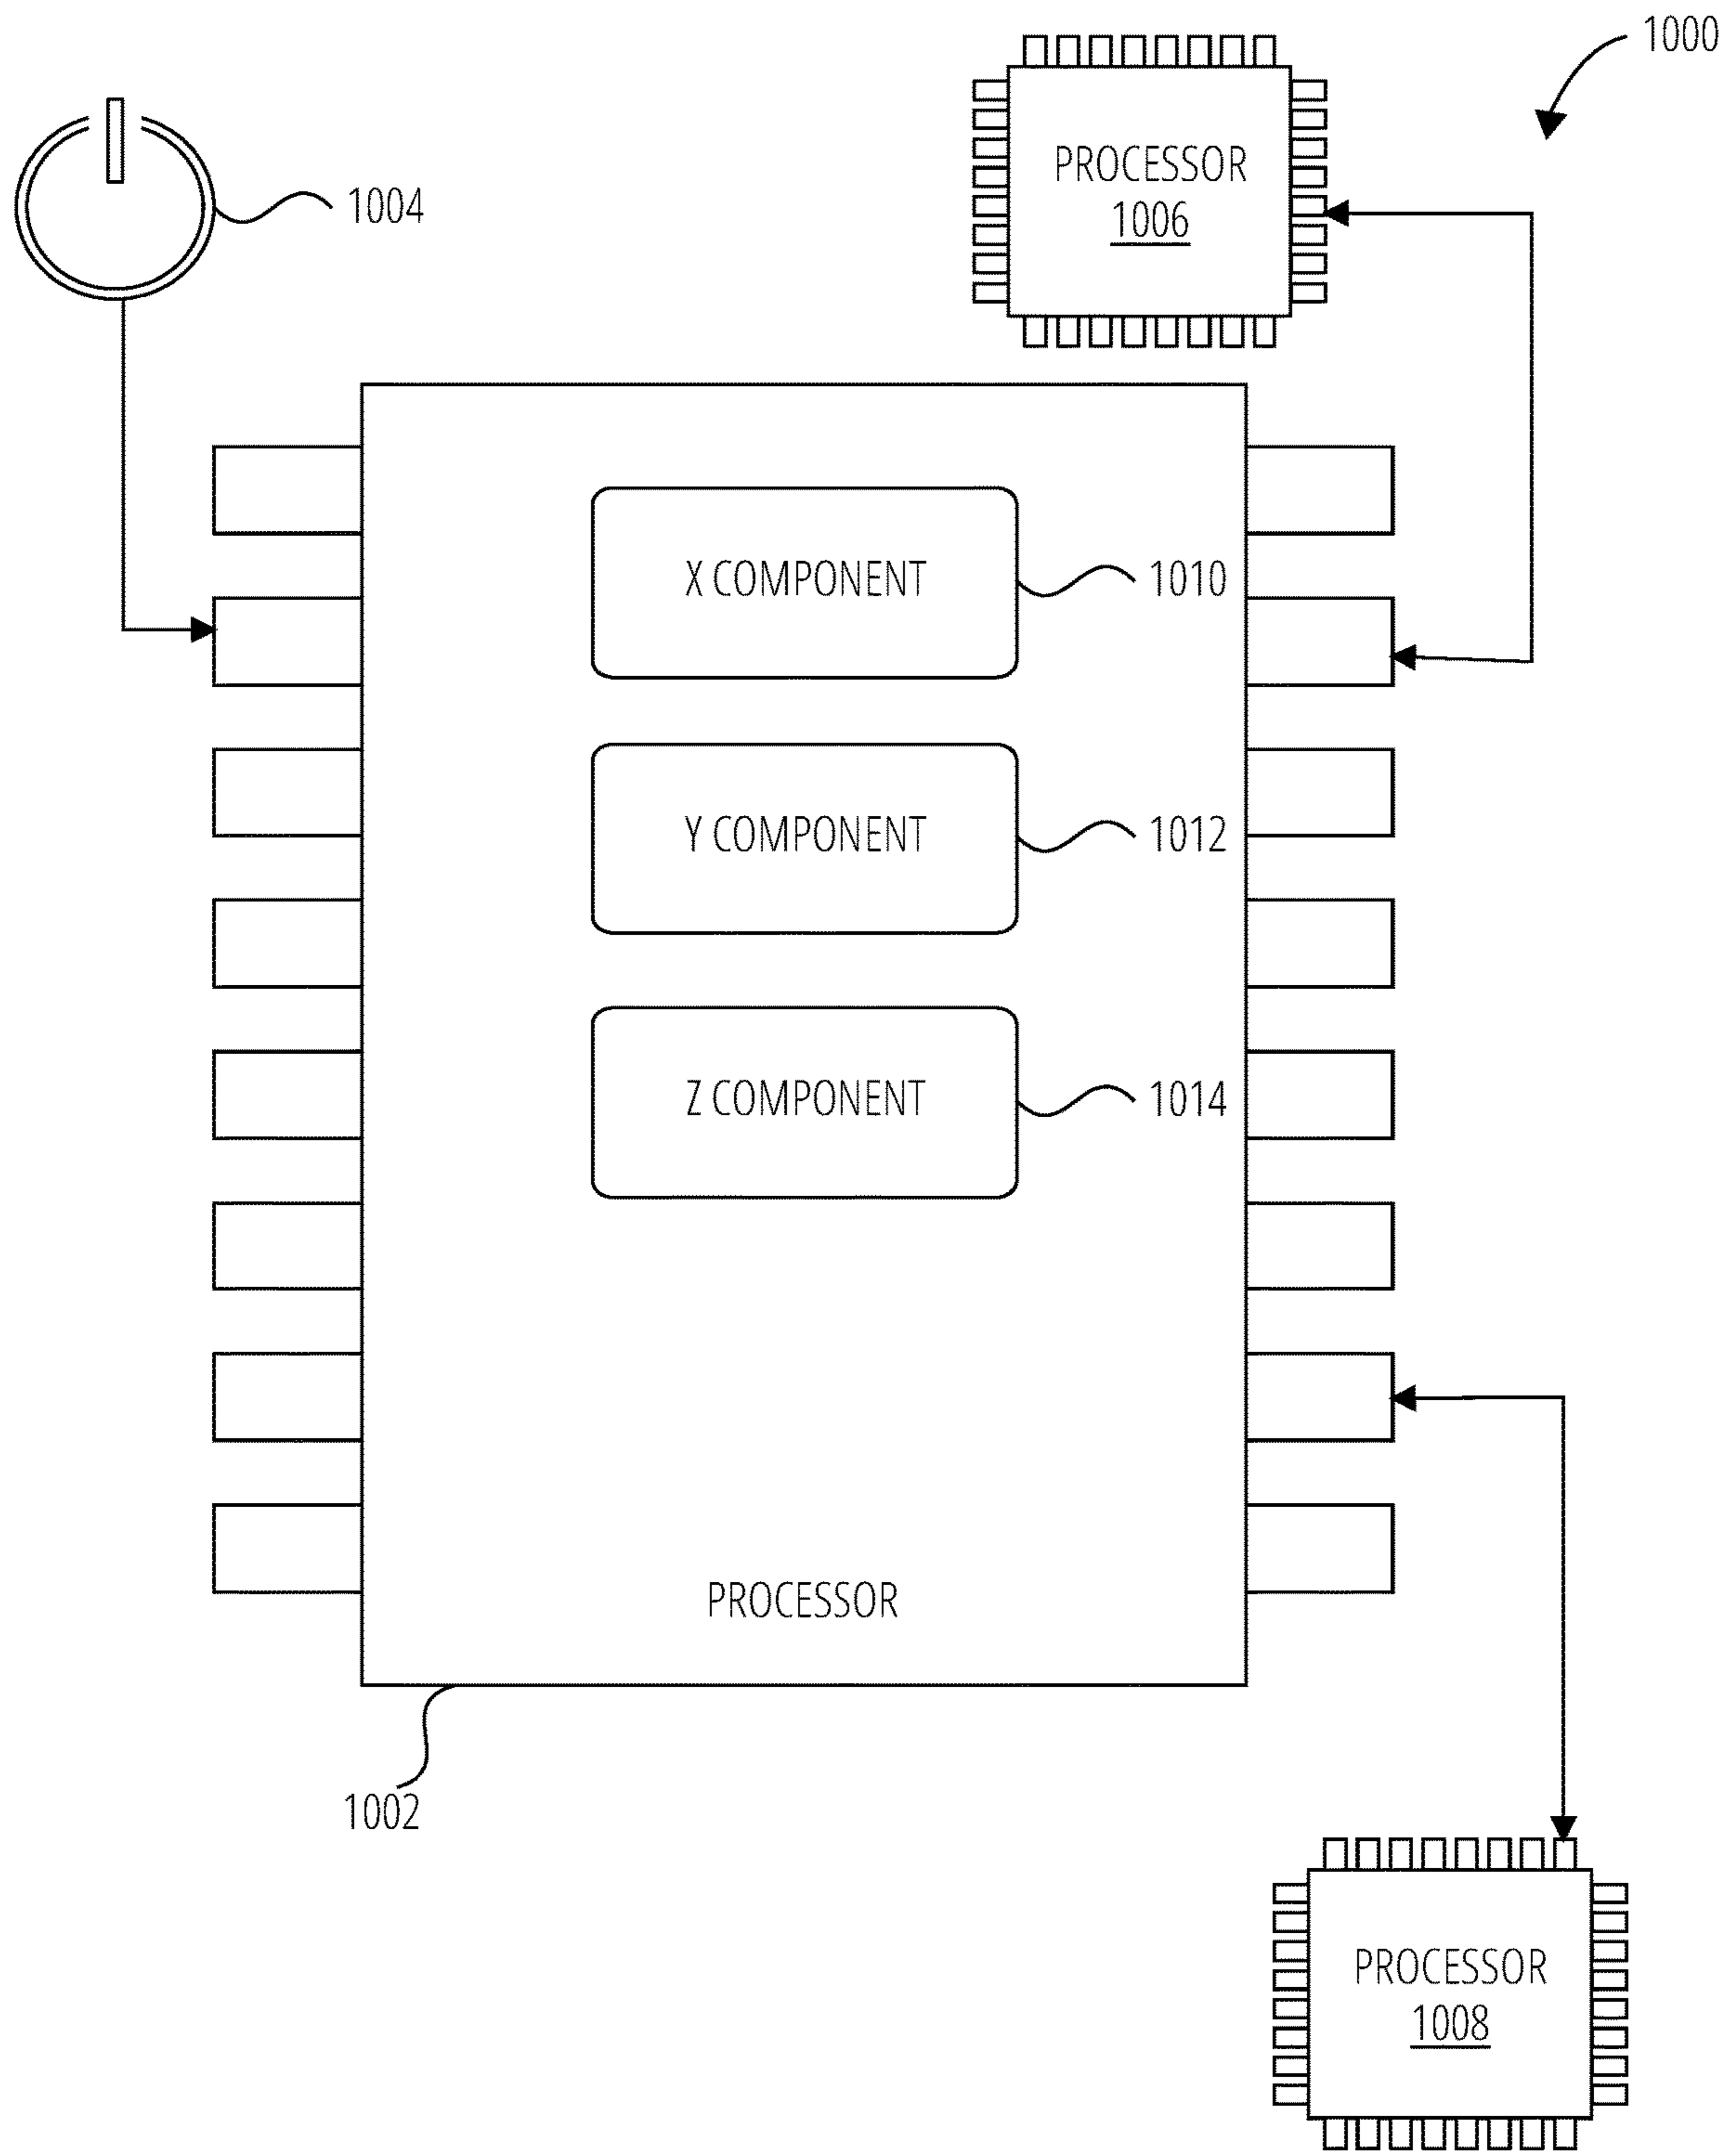 1000
PROCESSOR
1006
1004
X COMPONENT
1010
Y COMPONENT
1012
Z COMPONENT
1014
PROCESSOR
1002
PROCESSOR
1008